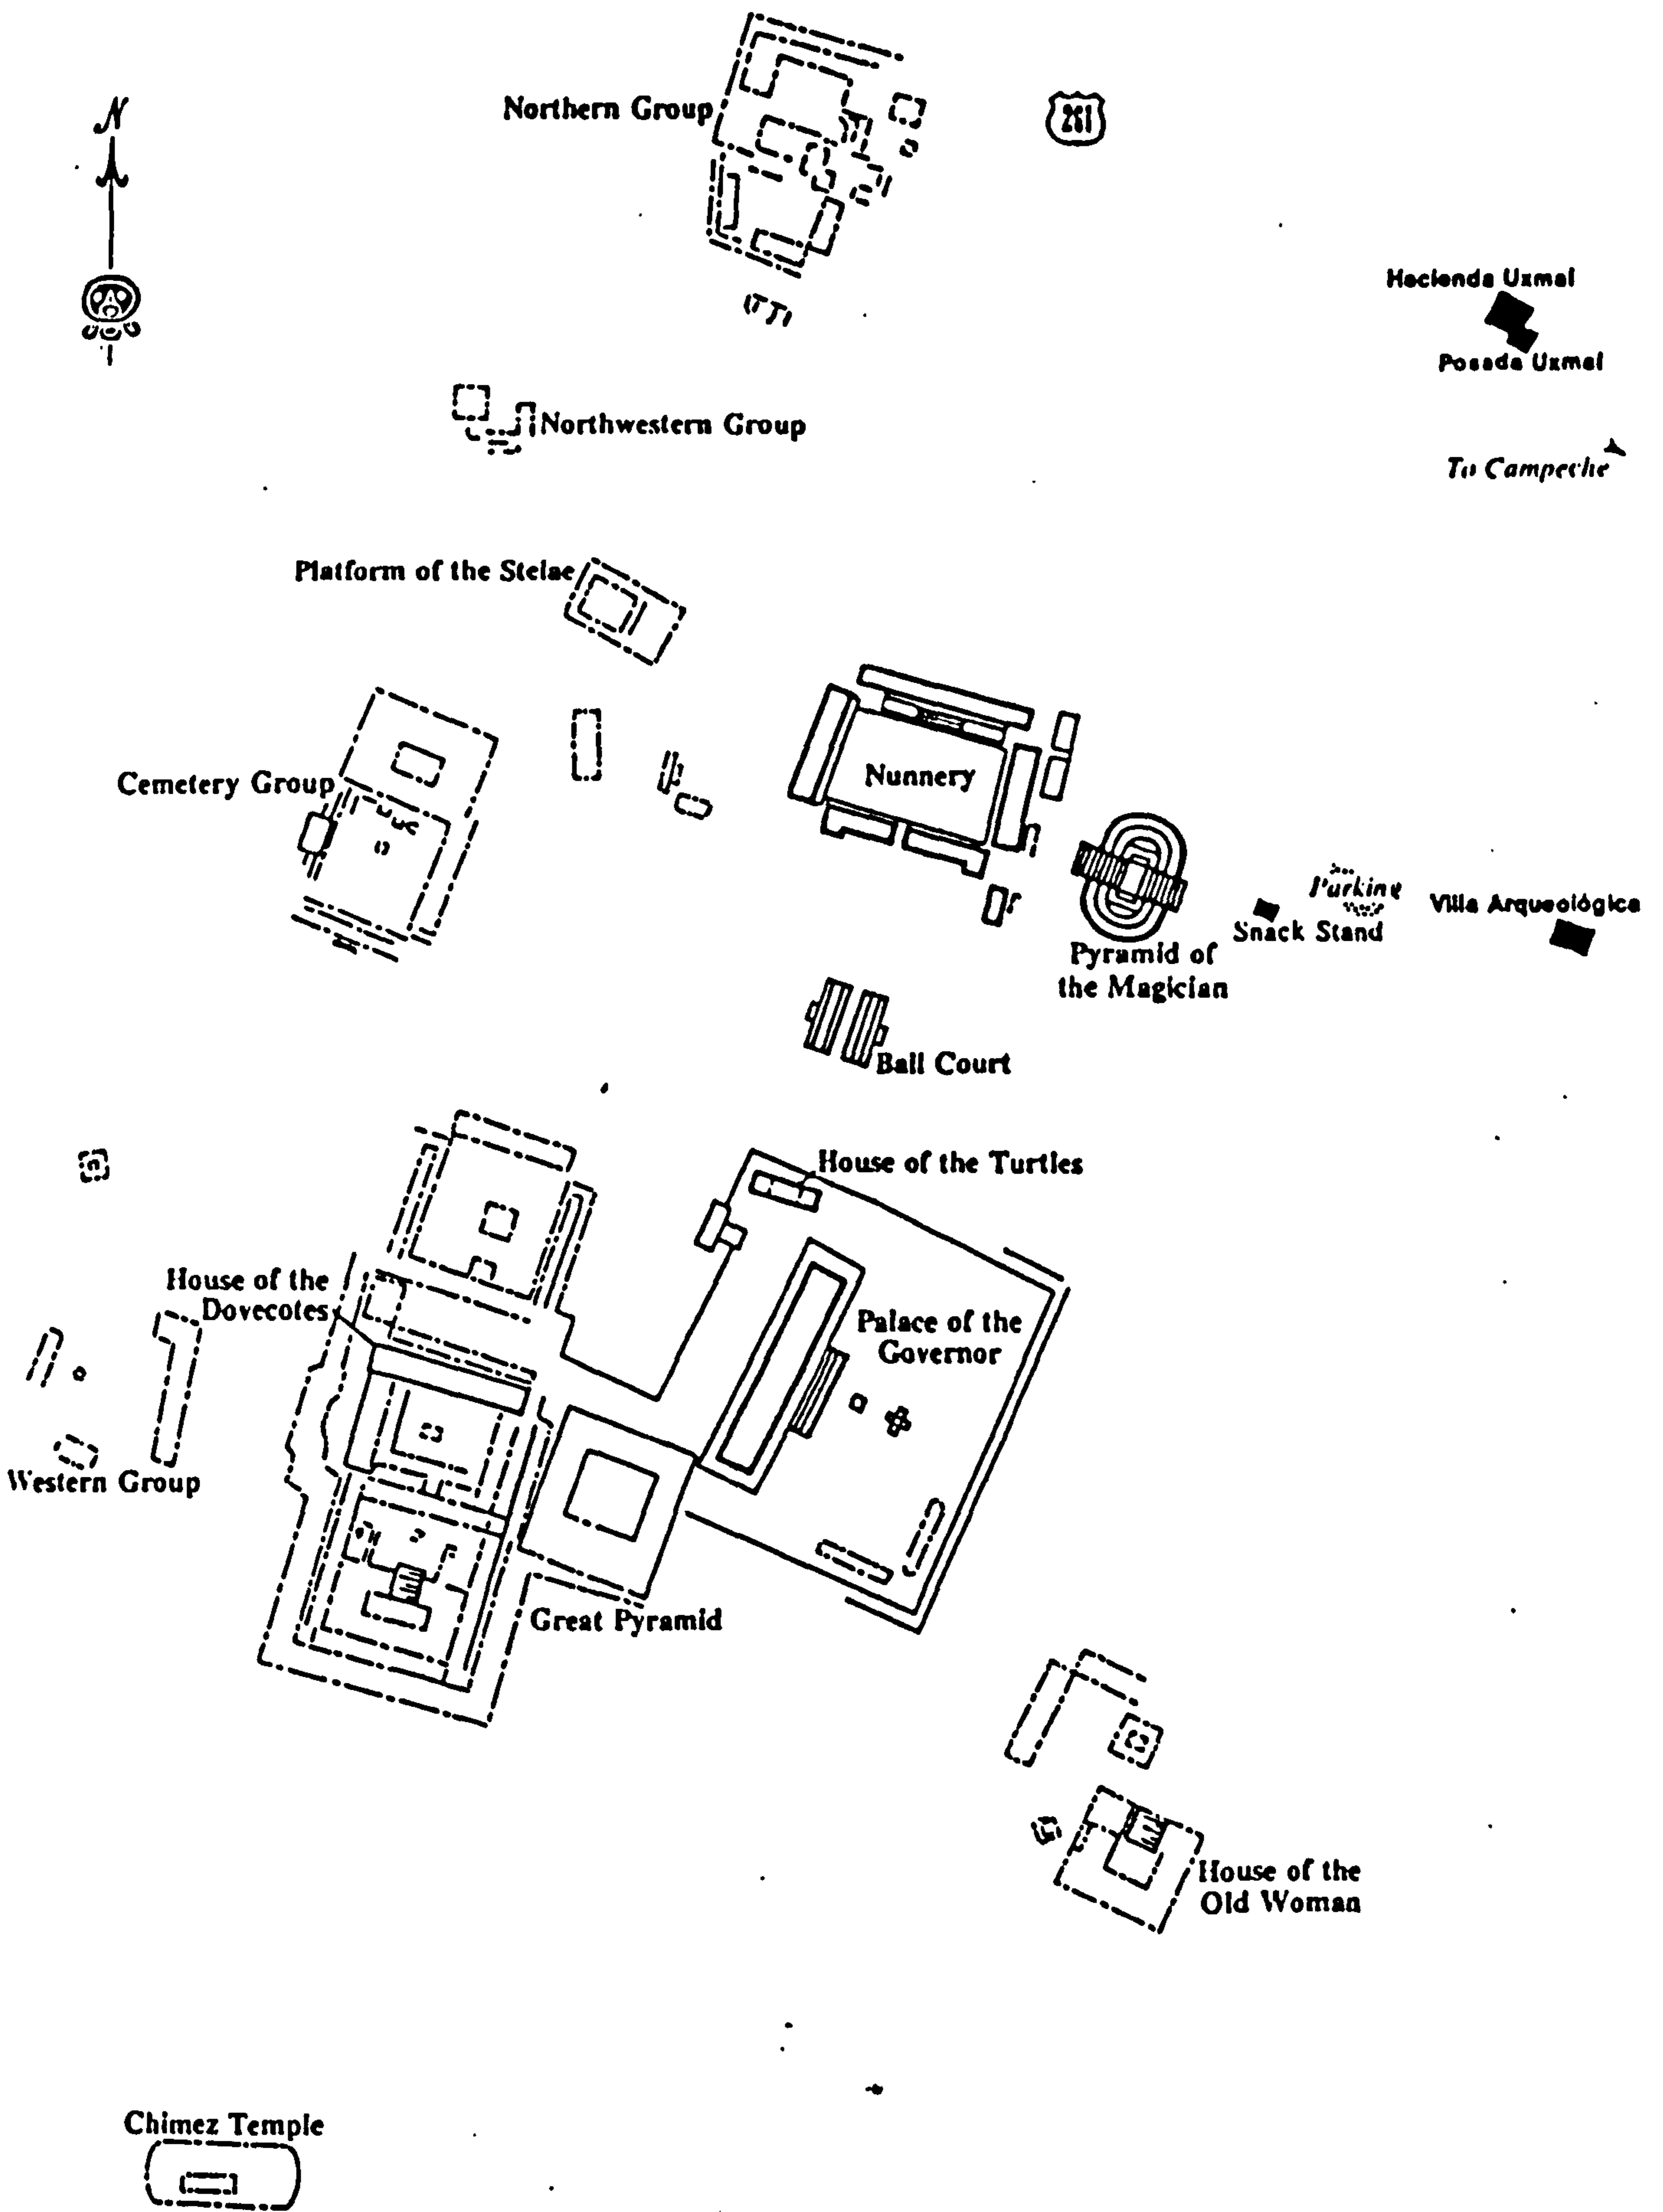 N
Northern Group
261
Hacienda Uxmal
Posada Uxmal
Northwestern Group
To Campeche
Platform of the Stelae
Nunnery
Cemetery Group
Parking
Villa Arqueológica
Snack Stand
Pyramid of
the Magician
Ball Court
House of the Turtles
House of the
Dovecotes
Palace of the
Governor
Western Group
Great Pyramid
House of the
Old Woman
Chimez Temple